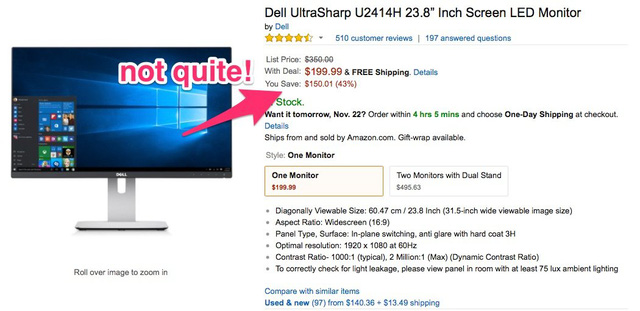 Dell UltraSharp U2414H 23.8” Inch Screen LED Monitor
by Dell
510 customer reviews | 197 answered questions
List Price: $350.00
With Deal: $199.99 & FREE Shipping. Details
You Save: $150.01 (43%)
not quite!
Stock.
Want it tomorrow, Nov. 22? Order within 4 hrs 5 mins and choose One-Day Shipping at checkout.
Details
Ships from and sold by Amazon.com. Gift-wrap available.
Style: One Monitor
One Monitor
$199.99
Two Monitors with Dual Stand
$495.63
DELL
Diagonally Viewable Size: 60.47 cm / 23.8 Inch (31.5-inch wide viewable image size)
Aspect Ratio: Widescreen (16:9)
Panel Type, Surface: In-plane switching, anti glare with hard coat 3H
Optimal resolution: 1920 x 1080 at 60Hz
Contrast Ratio- 1000:1 (typical), 2 Million:1 (Max) (Dynamic Contrast Ratio)
To correctly check for light leakage, please view panel in room with at least 75 lux ambient lighting
Roll over image to zoom in
Compare with similar items
Used & new (97) from $140.36 + $13.49 shipping